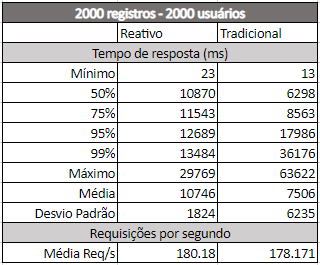 2000 registros - 2000 usuários
Reativo Tradicional
Tempo de resposta (ms)
Mínimo 23 13
50% 10870 6298
75% 11543 8563
95% 12689 17986
99% 13484 36176
Máximo 29769 63622
Média 10746 7506
Desvio Padrão 1824 6235
Requisições por segundo
Média Req/s 180.18 178.171